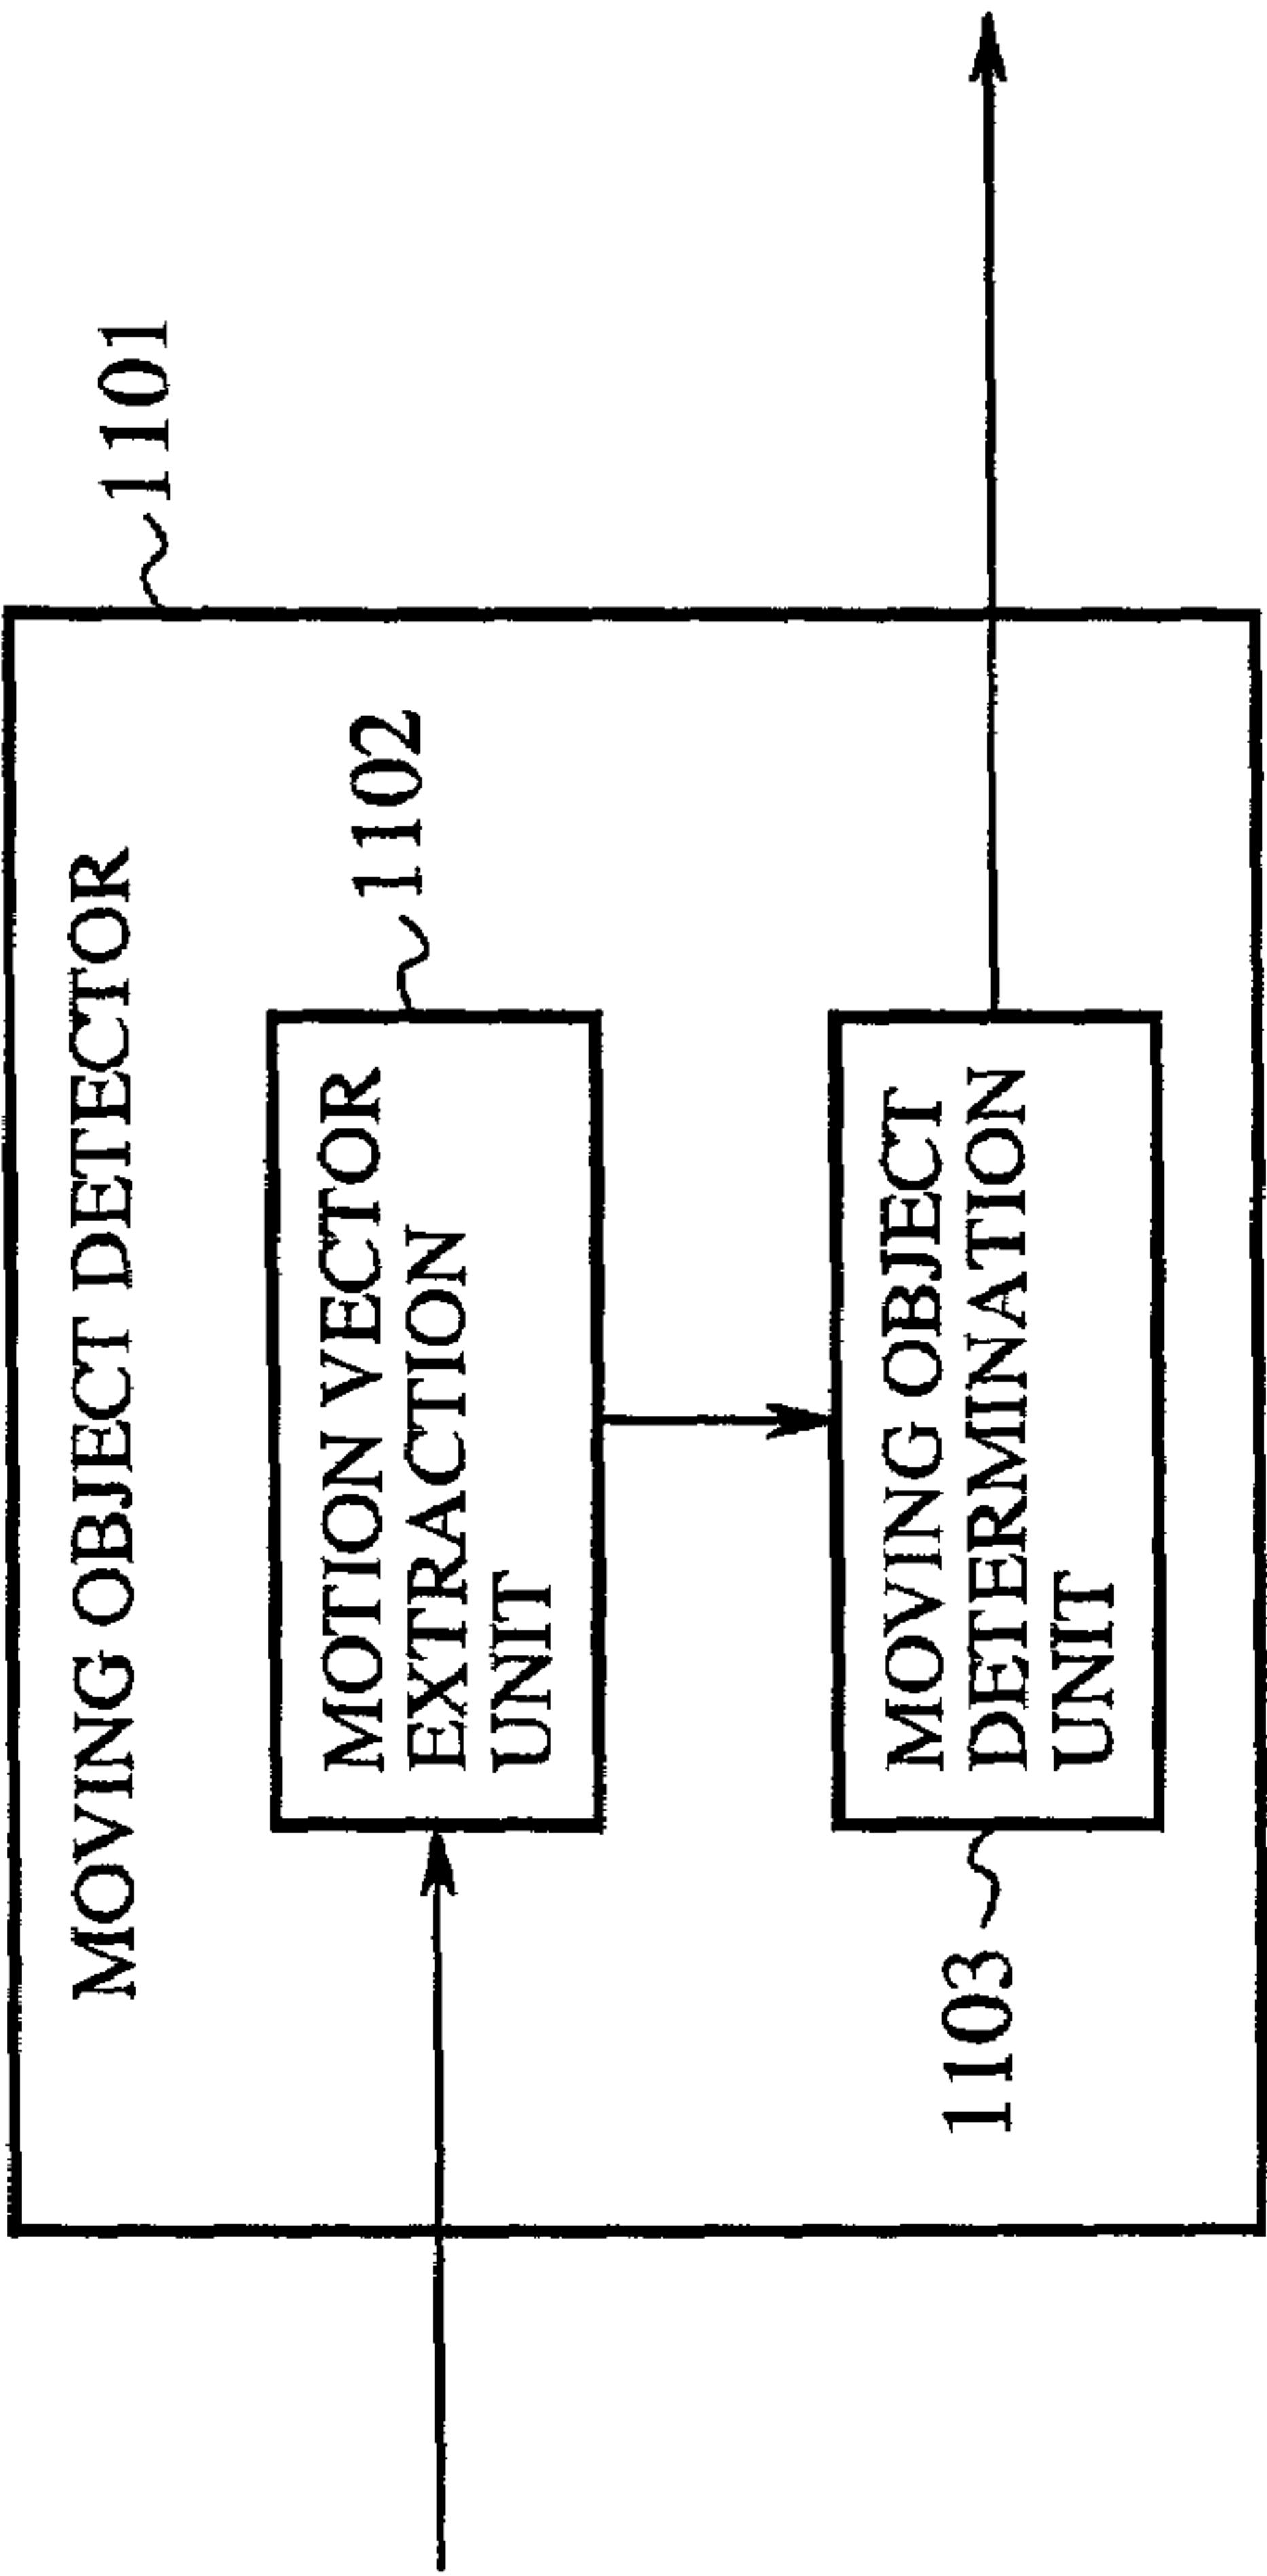 MOVING OBJECT DETECTOR
1101
1102
MOTION VECTOR
EXTRACTION
UNIT
1103
MOVING OBJECT
DETERMINATION
UNIT